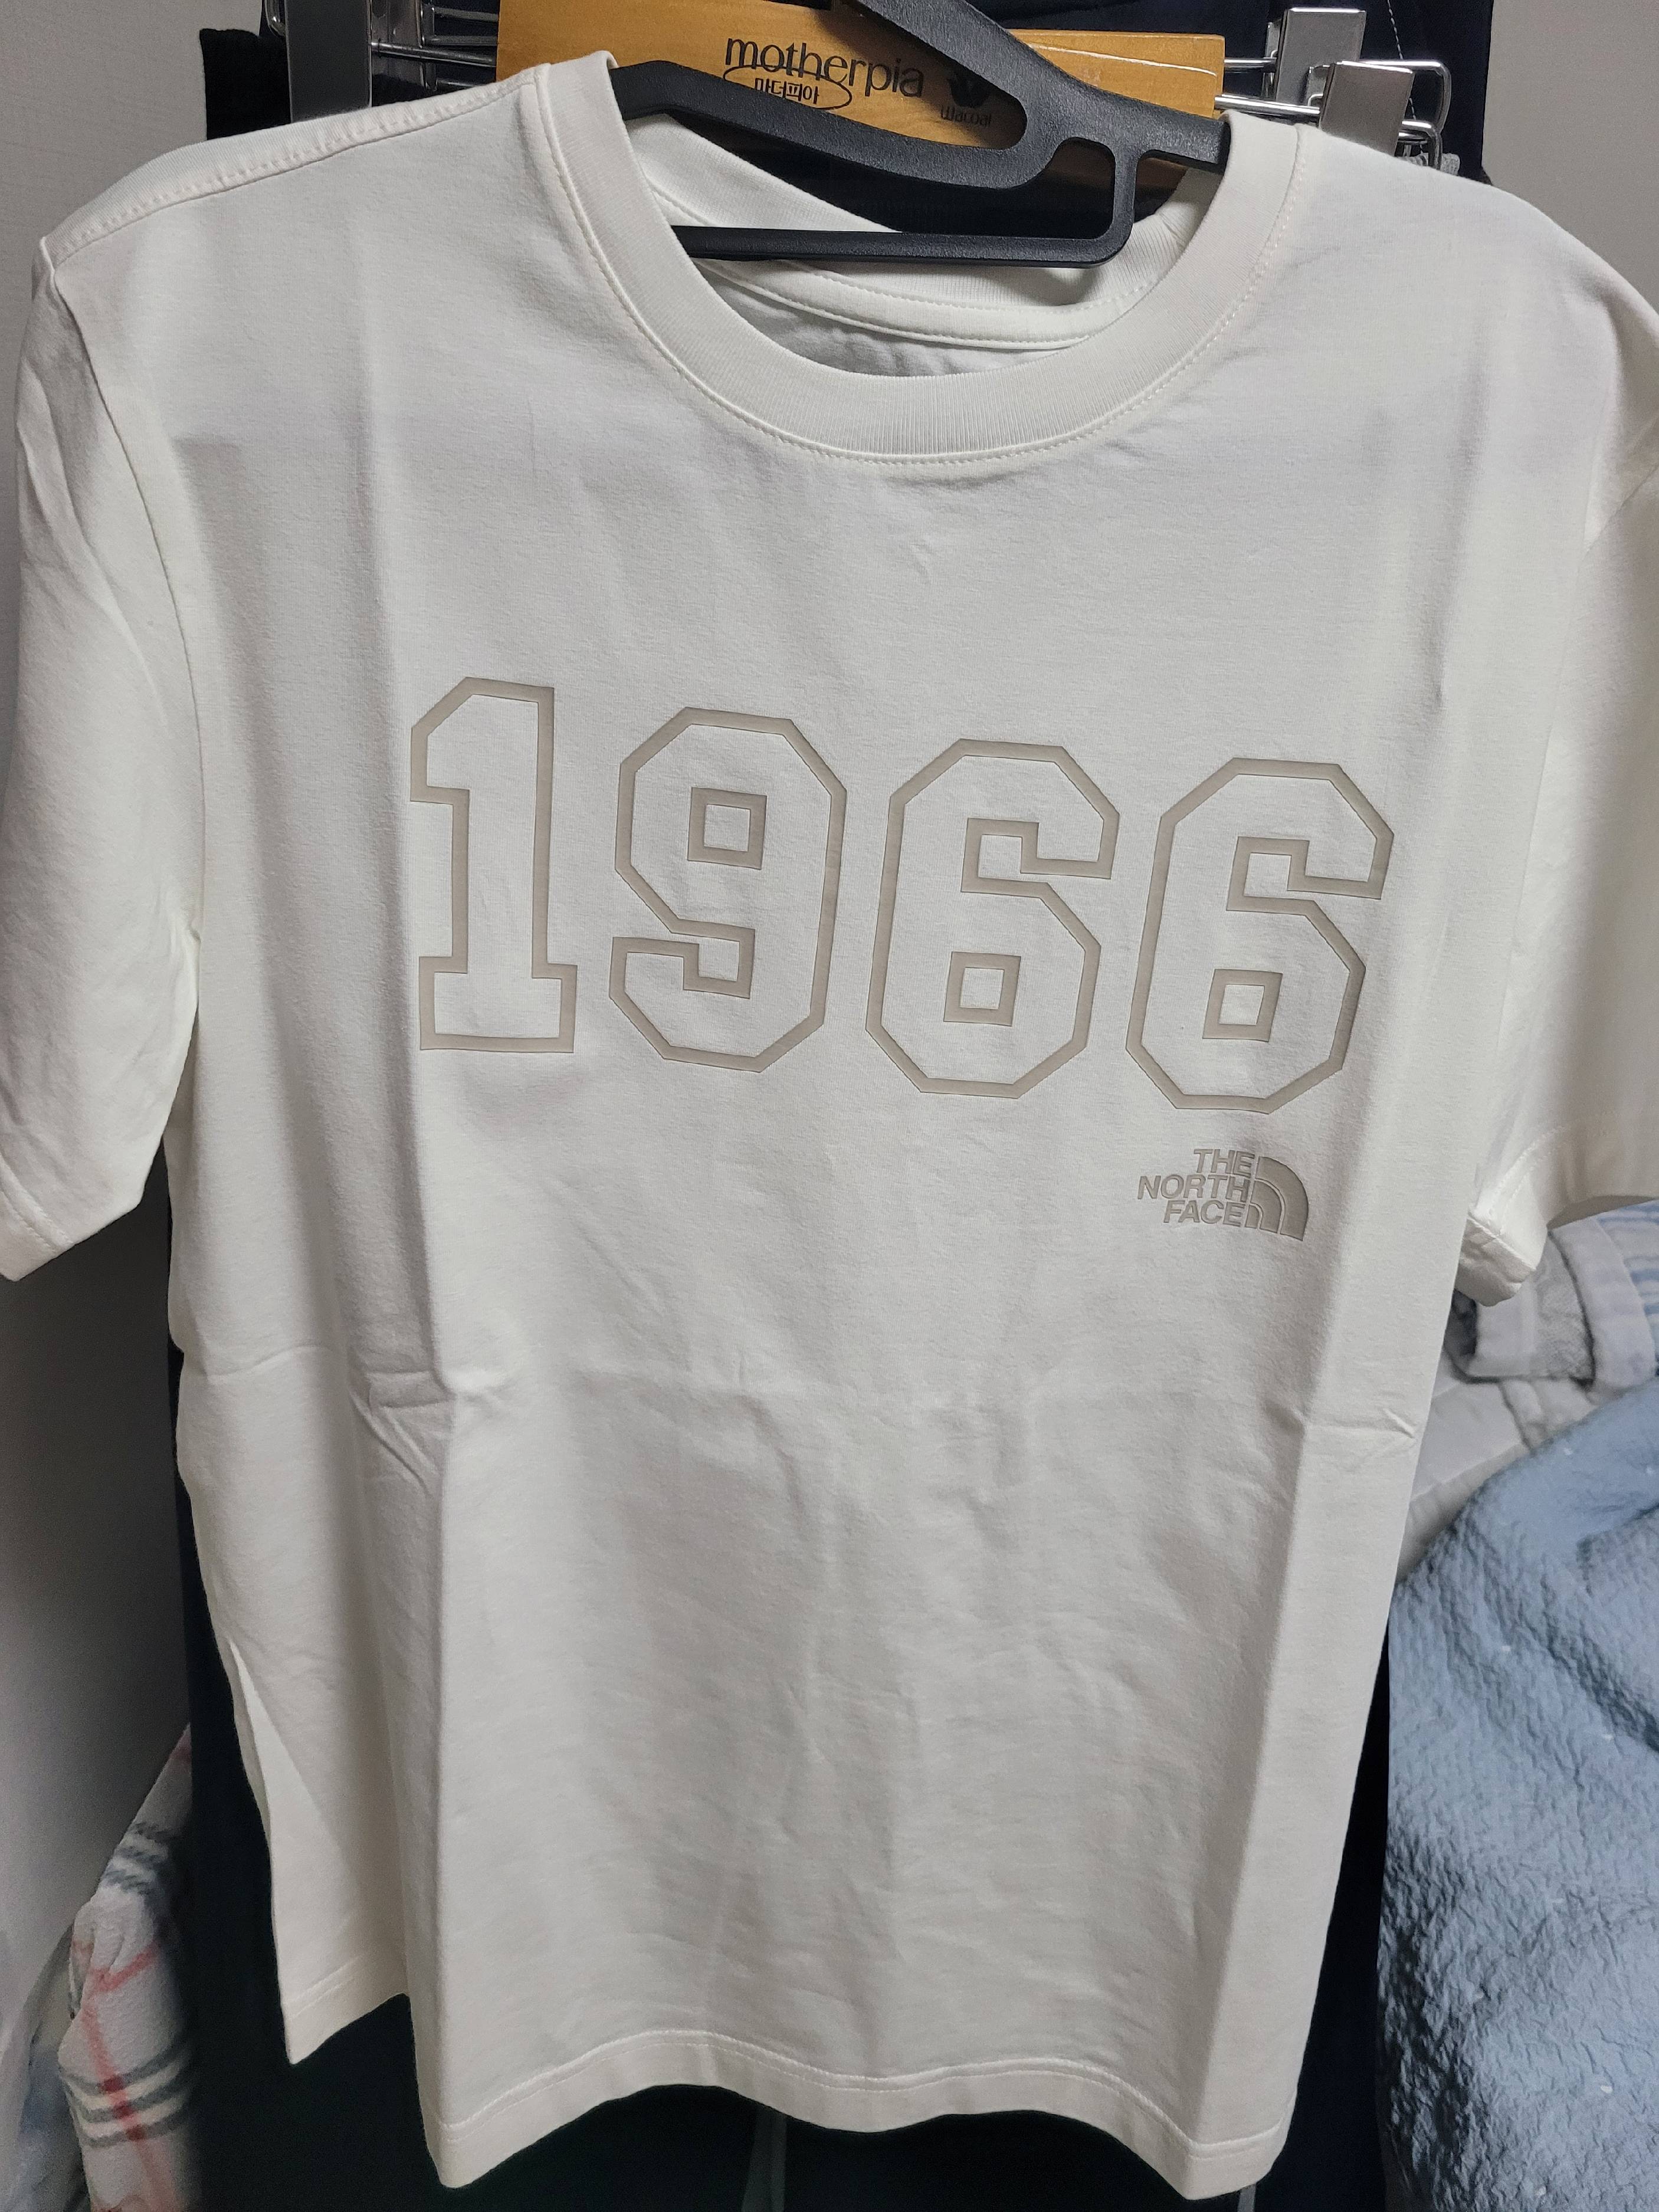 motherpia
마더피아
Wacoal
1966
THE
NORTH
FACE